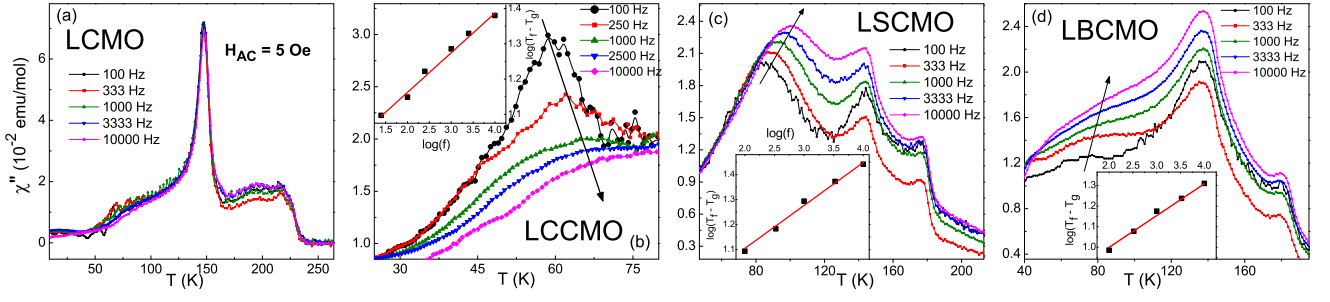 (a)
LCMO
H_AC = 5 Oe
100 Hz
333 Hz
1000 Hz
3333 Hz
10000 Hz
χ'' (10⁻² emu/mol)
6
4
2
0
50 100 150 200 250
T (K)
(b)
LCCMO
100 Hz
250 Hz
1000 Hz
2500 Hz
10000 Hz
3.0
2.5
2.0
1.5
1.0
30 45 60 75
T (K)
log(T_f - T_g)
1.4
1.3
1.2
1.1
1.5 2.0 2.5 3.0 3.5 4.0
log(f)
(c)
LSCMO
100 Hz
333 Hz
1000 Hz
3333 Hz
10000 Hz
2.4
2.1
1.8
1.5
1.2
0.9
0.6
0.3
80 120 160 200
T (K)
log(f)
2.0 2.5 3.0 3.5 4.0
log(T_f - T_g)
1.5
1.4
1.3
1.2
1.1
(d)
LBCMO
100 Hz
333 Hz
1000 Hz
3333 Hz
10000 Hz
2.4
2.0
1.6
1.2
0.8
0.4
40 80 120 160
T (K)
2.0 2.5 3.0 3.5 4.0
log(T_f - T_g)
1.3
1.2
1.1
1.0